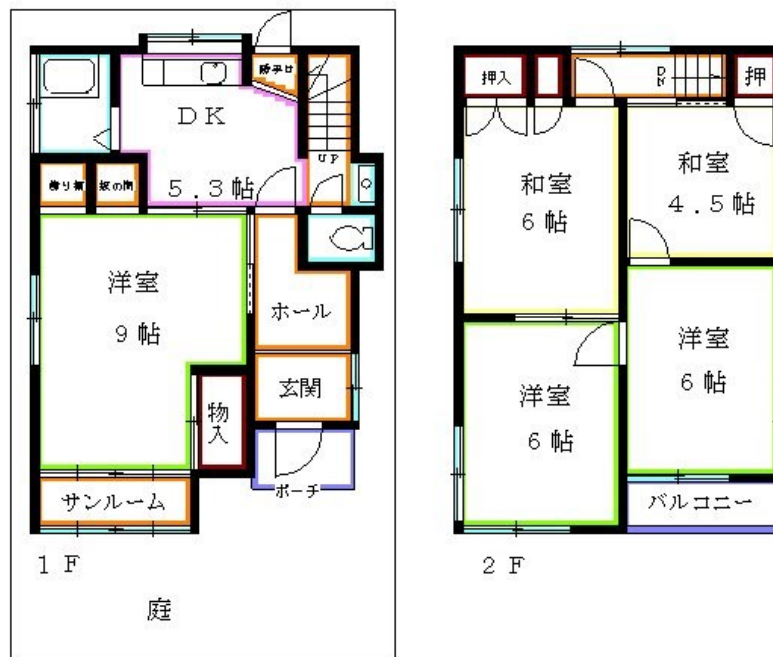 勝手口
DK
5.3帖
UP
飾り棚
床の間
洋室
9帖
ホール
玄関
物入
サンルーム
ポーチ
1F
庭
押入
DN
押
和室
6帖
和室
4.5帖
洋室
6帖
洋室
6帖
バルコニー
2F